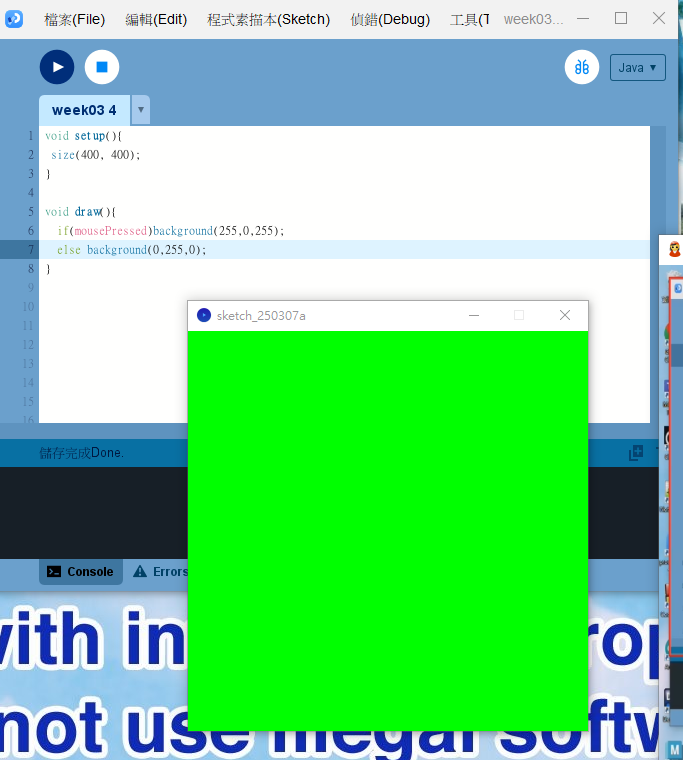 檔案(File) 編輯(Edit) 程式素描本(Sketch) 偵錯(Debug) 工具(T week03...
Java ▾
week03 4 ▾
1 void setup(){
2 size(400, 400);
3 }
4
5 void draw(){
6 if(mousePressed)background(255,0,255);
7 else background(0,255,0);
8 }
9
10
11
12
13
14
15
16
sketch_250307a
儲存完成Done.
Console Errors
with in rop
not use illegal softw
M